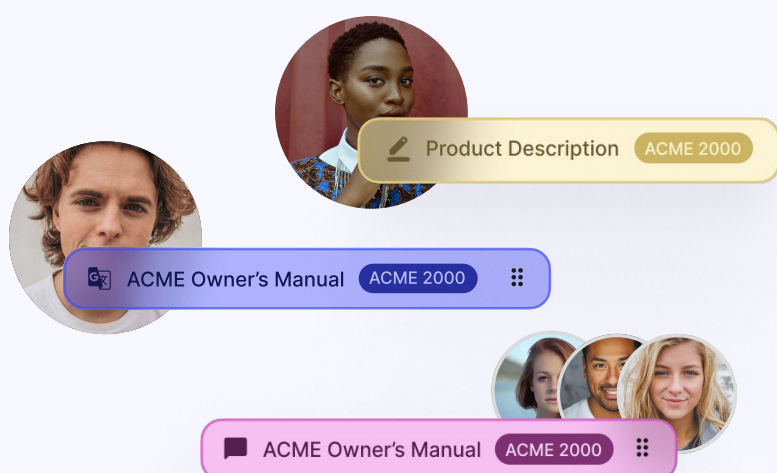 Product Description ACME 2000
ACME Owner’s Manual ACME 2000
ACME Owner’s Manual ACME 2000